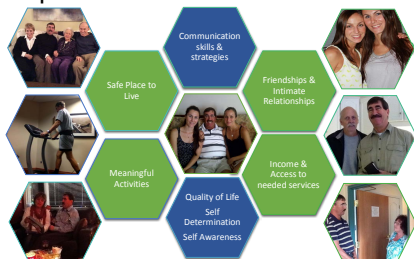 Communication
skills &
strategies
Safe Place to
Live
Friendships &
Intimate
Relationships
Meaningful
Activities
Income &
Access to
needed services
Quality of Life
Self
Determination
Self Awareness